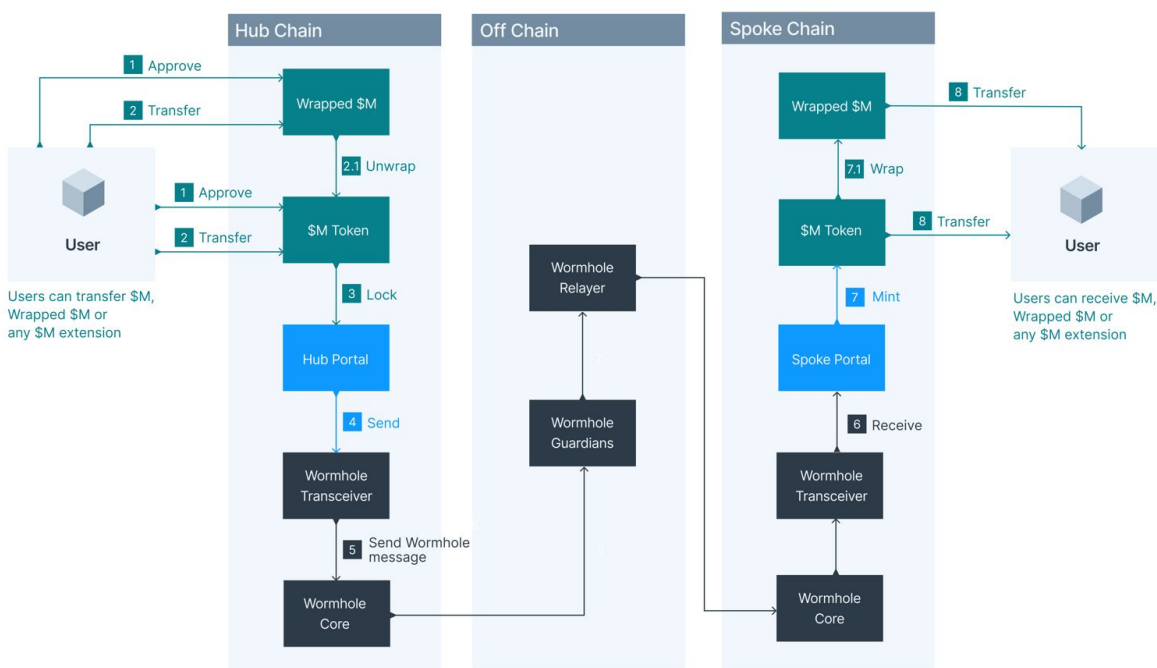 Hub Chain
Off Chain
Spoke Chain
1 Approve
2 Transfer
Wrapped $M
2.1 Unwrap
1 Approve
2 Transfer
$M Token
User
Users can transfer $M,
Wrapped $M or
any $M extension
3 Lock
Hub Portal
4 Send
Wormhole
Transceiver
5 Send Wormhole
message
Wormhole
Core
Wormhole
Relayer
Wormhole
Guardians
Wrapped $M
8 Transfer
7.1 Wrap
$M Token
8 Transfer
User
Users can receive $M,
Wrapped $M or
any $M extension
7 Mint
Spoke Portal
6 Receive
Wormhole
Transceiver
Wormhole
Core